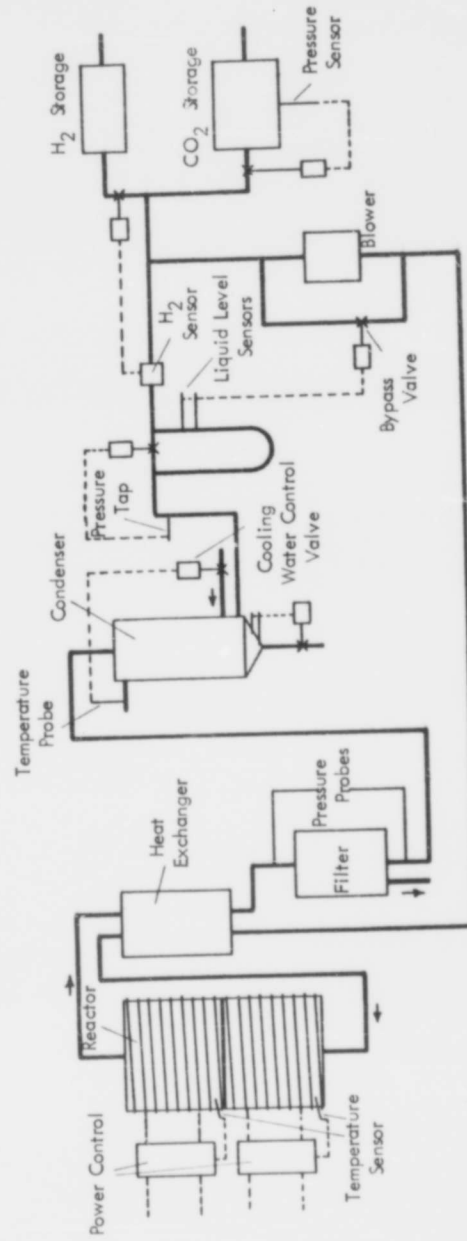 Power Control
Reactor
Temperature
Sensor
Heat
Exchanger
Filter
Pressure
Probes
Temperature
Probe
Condenser
Cooling
Water Control
Valve
Pressure
Tap
Liquid Level
Sensors
H2
Sensor
Bypass
Valve
Blower
H2 Storage
CO2 Storage
Pressure
Sensor